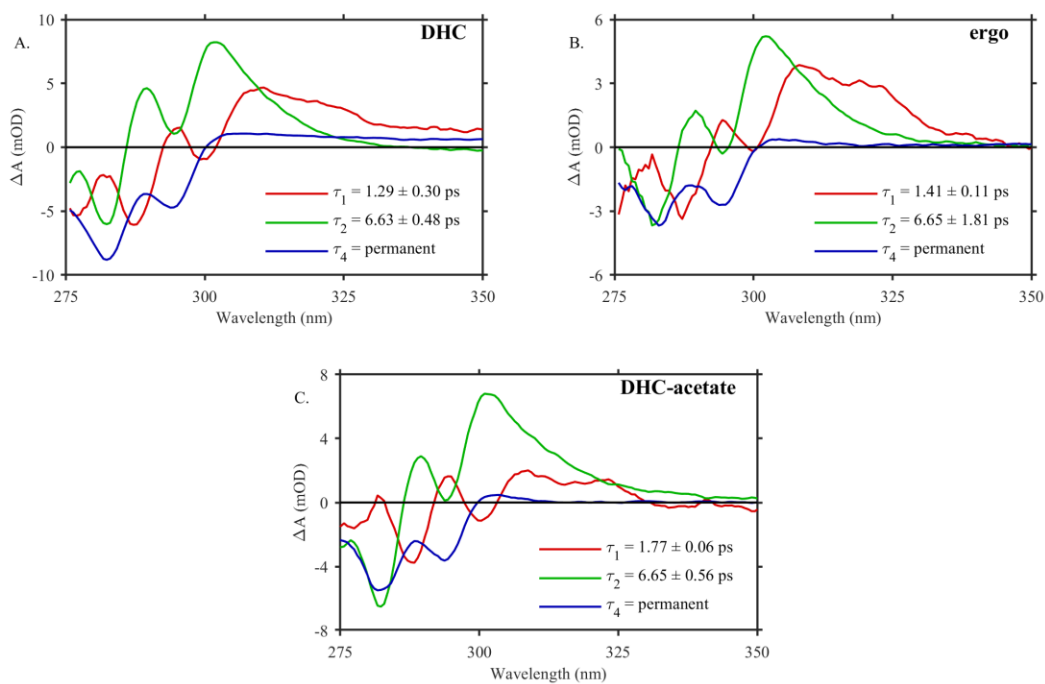 A.
DHC
10
5
0
-5
-10
ΔA (mOD)
τ1 = 1.29 ± 0.30 ps
τ2 = 6.63 ± 0.48 ps
τ4 = permanent
275
300
325
350
Wavelength (nm)
B.
ergo
6
3
0
-3
-6
ΔA (mOD)
τ1 = 1.41 ± 0.11 ps
τ2 = 6.65 ± 1.81 ps
τ4 = permanent
275
300
325
350
Wavelength (nm)
C.
DHC-acetate
8
4
0
-4
-8
ΔA (mOD)
τ1 = 1.77 ± 0.06 ps
τ2 = 6.65 ± 0.56 ps
τ4 = permanent
275
300
325
350
Wavelength (nm)